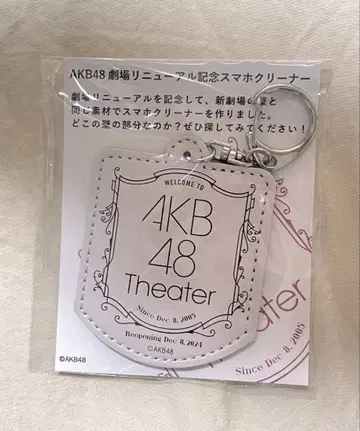 AKB48 劇場リニューアル記念スマホクリーナー
劇場リニューアルを記念して、新劇場の壁と
同じ素材でスマホクリーナーを作りました。
どこの壁の部分なのか?ぜひ探してみてください!
WELCOME TO
AKB
48
Theater
Since Dec 8, 2005
Reopening Dec 8, 2024
©AKB48
eater
Dec 8, 2005
©AKB48